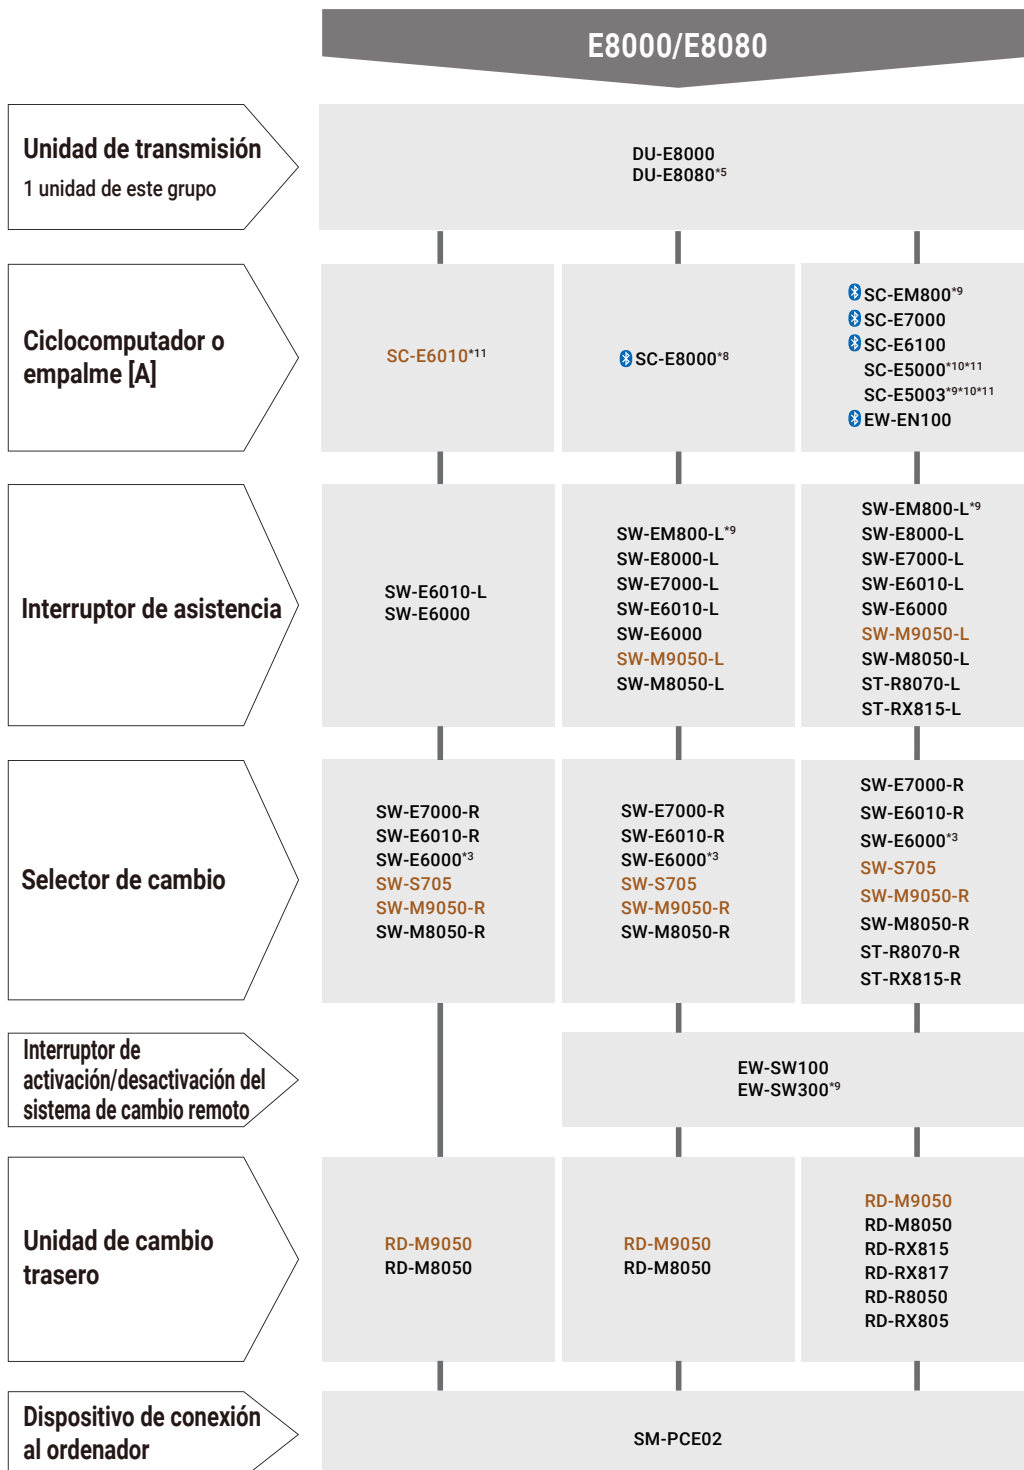 E8000/E8080
Unidad de transmisión
1 unidad de este grupo
DU-E8000
DU-E8080*5
Ciclocomputador o
empalme [A]
SC-E6010*11
SC-E8000*8
SC-EM800*9
SC-E7000
SC-E6100
SC-E5000*10*11
SC-E5003*9*10*11
EW-EN100
Interruptor de asistencia
SW-E6010-L
SW-E6000
SW-EM800-L*9
SW-E8000-L
SW-E7000-L
SW-E6010-L
SW-E6000
SW-M9050-L
SW-M8050-L
SW-EM800-L*9
SW-E8000-L
SW-E7000-L
SW-E6010-L
SW-E6000
SW-M9050-L
SW-M8050-L
ST-R8070-L
ST-RX815-L
Selector de cambio
SW-E7000-R
SW-E6010-R
SW-E6000*3
SW-S705
SW-M9050-R
SW-M8050-R
SW-E7000-R
SW-E6010-R
SW-E6000*3
SW-S705
SW-M9050-R
SW-M8050-R
SW-E7000-R
SW-E6010-R
SW-E6000*3
SW-S705
SW-M9050-R
SW-M8050-R
ST-R8070-R
ST-RX815-R
Interruptor de
activación/desactivación del
sistema de cambio remoto
EW-SW100
EW-SW300*9
Unidad de cambio
trasero
RD-M9050
RD-M8050
RD-M9050
RD-M8050
RD-M9050
RD-M8050
RD-RX815
RD-RX817
RD-R8050
RD-RX805
Dispositivo de conexión
al ordenador
SM-PCE02